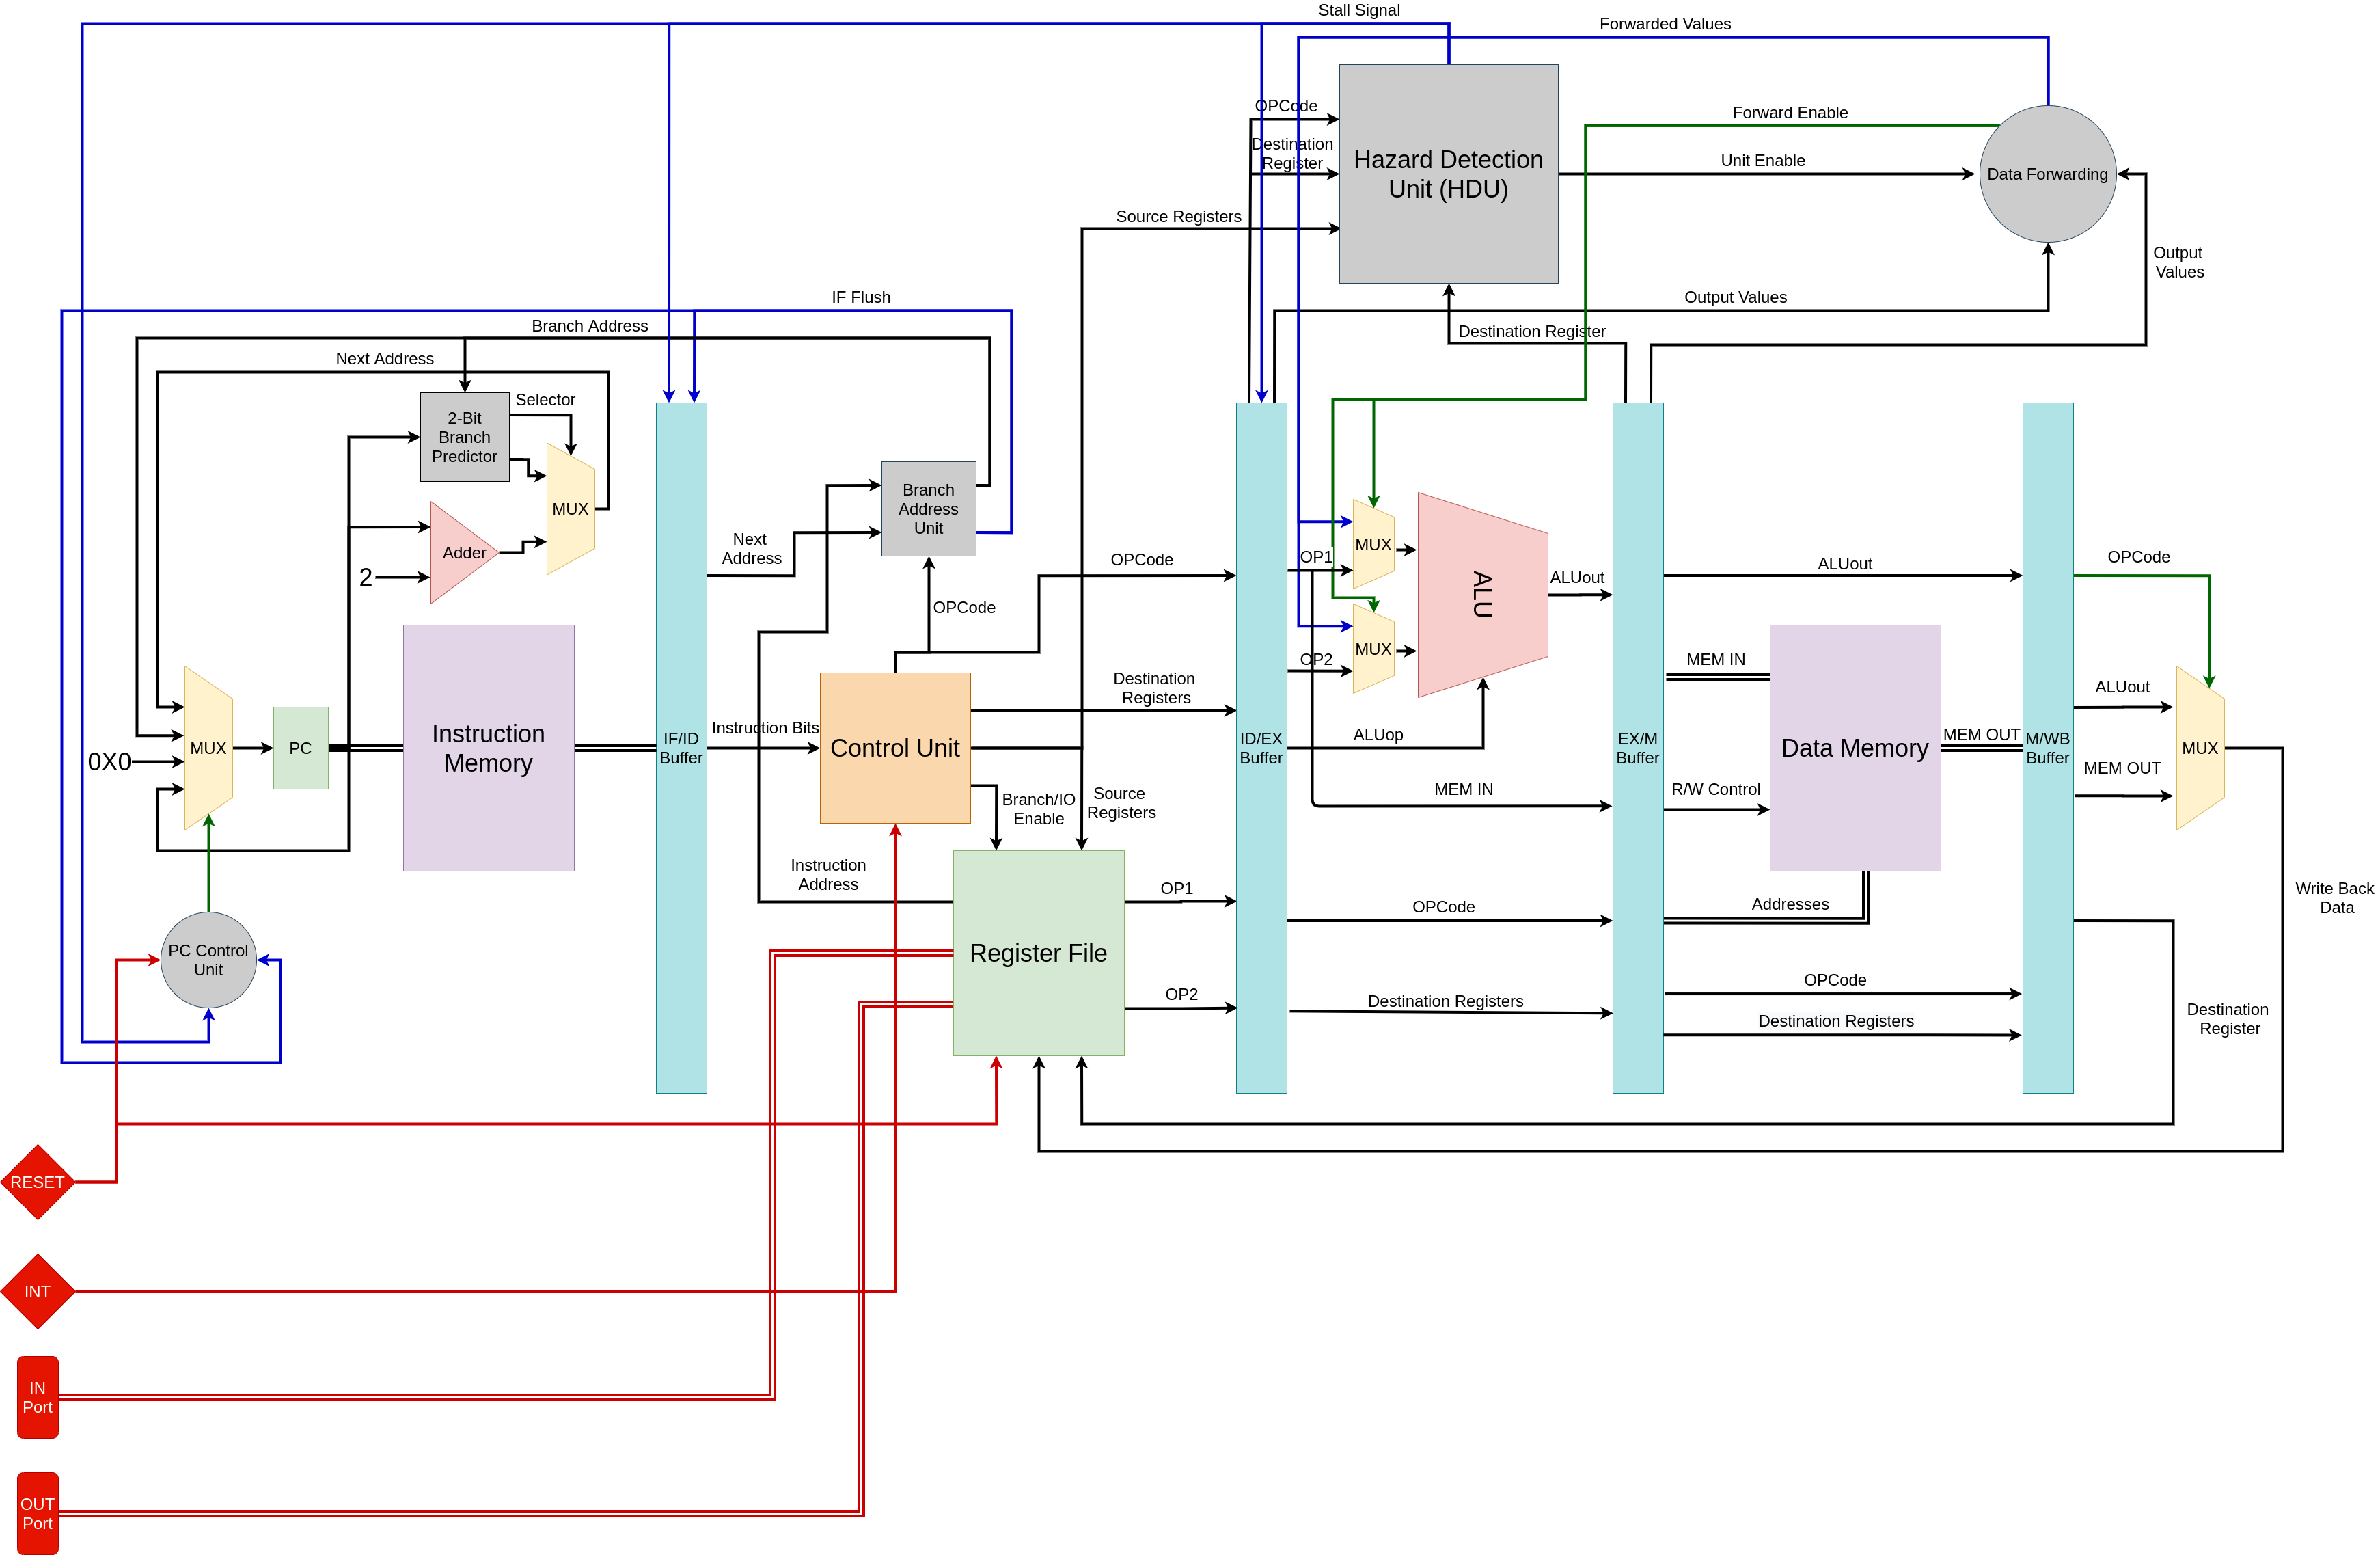 Stall Signal
Forwarded Values
OPCode
Forward Enable
Destination
Register
Hazard Detection
Unit (HDU)
Unit Enable
Data Forwarding
Source Registers
Output
Values
IF Flush
Output Values
Branch Address
Destination Register
Next Address
Selector
2-Bit
Branch
Predictor
MUX
Adder
2
Branch
Address
Unit
Next
Address
OPCode
OPCode
OP1
MUX
OP2
MUX
ALU
ALUout
ALUout
OPCode
Instruction
Memory
MUX
PC
0X0
IF/ID
Buffer
Instruction Bits
Control Unit
Destination
Registers
Branch/IO
Enable
Source
Registers
ID/EX
Buffer
ALUop
MEM IN
EX/M
Buffer
MEM IN
R/W Control
Data Memory
MEM OUT
M/WB
Buffer
ALUout
MEM OUT
MUX
Instruction
Address
OP1
OPCode
Addresses
Write Back
Data
PC Control
Unit
Register File
OP2
Destination Registers
OPCode
Destination Registers
Destination
Register
RESET
INT
IN
Port
OUT
Port